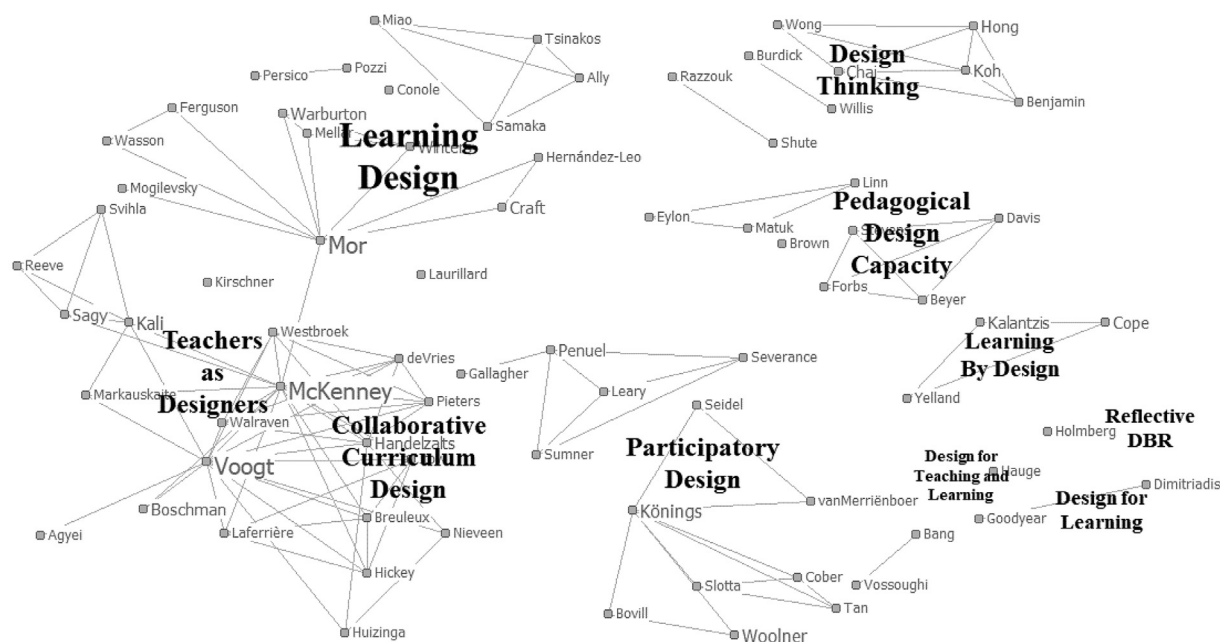 Miao
Tsinakos
Wong
Hong
Persico
Pozzi
Ally
Burdick
Design
Thinking
Chai
Koh
Conole
Razzouk
Benjamin
Ferguson
Warburton
Willis
Wasson
Mellar
Learning
Design
Winters
Samaka
Shute
Hernández-Leo
Mogilevsky
Linn
Svihla
Craft
Eylon
Pedagogical
Design
Capacity
Matuk
Stevens
Davis
Mor
Brown
Reeve
Kirschner
Laurillard
Forbs
Beyer
Sagy
Kali
Teachers
as
Designers
Westbroek
Kalantzis
Cope
Learning
By Design
deVries
Penuel
Severance
Gallagher
Markauskaite
McKenney
Pieters
Leary
Yelland
Walraven
Collaborative
Curriculum
Design
Handelzalts
Seidel
Reflective
DBR
Holmberg
Voogt
Sumner
Participatory
Design
Design for
Teaching and
Learning
Hauge
Dimitriadis
Boschman
vanMerriënboer
Könings
Goodyear
Design for
Learning
Agyei
Laferrière
Breuleux
Nieveen
Bang
Hickey
Slotta
Cober
Vossoughi
Huizinga
Bovill
Tan
Woolner